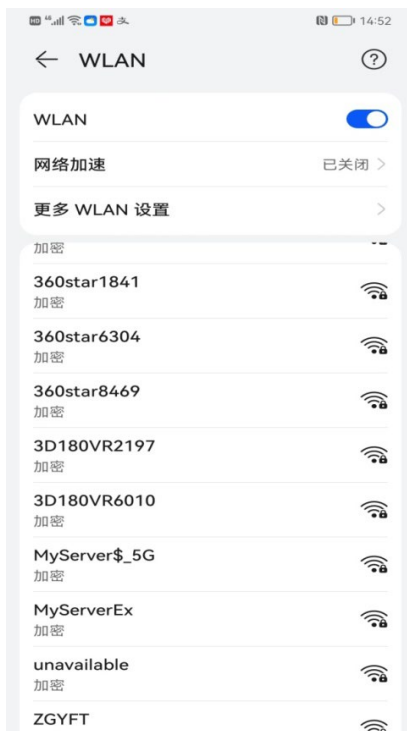 14:52
WLAN
WLAN
网络加速 已关闭
更多 WLAN 设置
加密
360star1841
加密
360star6304
加密
360star8469
加密
3D180VR2197
加密
3D180VR6010
加密
MyServer$_5G
加密
MyServerEx
加密
unavailable
加密
ZGYFT